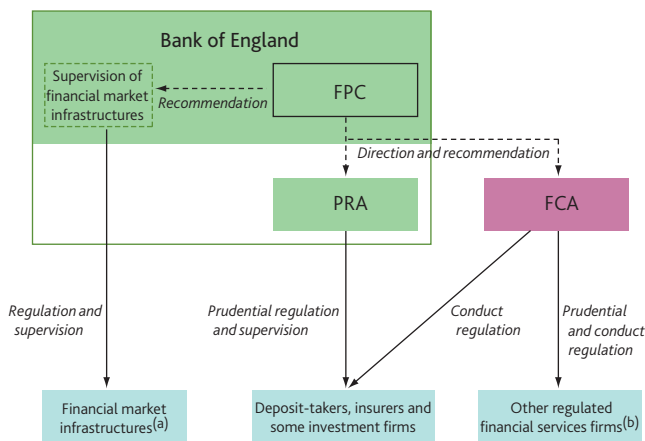 Bank of England
Supervision of
financial market
infrastructures
Recommendation
FPC
Direction and recommendation
PRA
FCA
Regulation and
supervision
Prudential regulation
and supervision
Conduct
regulation
Prudential
and conduct
regulation
Financial market
infrastructures(a)
Deposit-takers, insurers and
some investment firms
Other regulated
financial services firms(b)